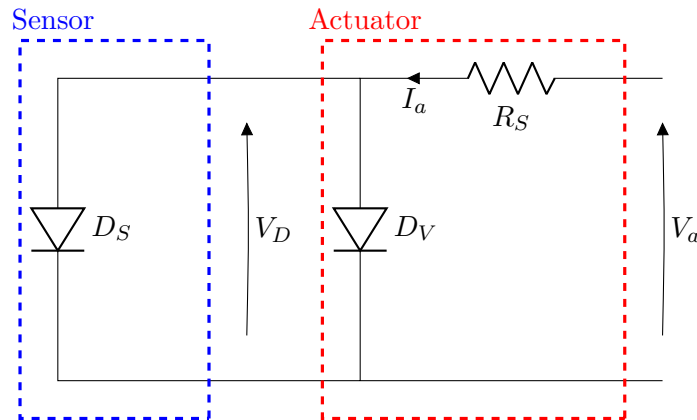 Sensor
Actuator
I_a
R_S
D_S
V_D
D_V
V_a